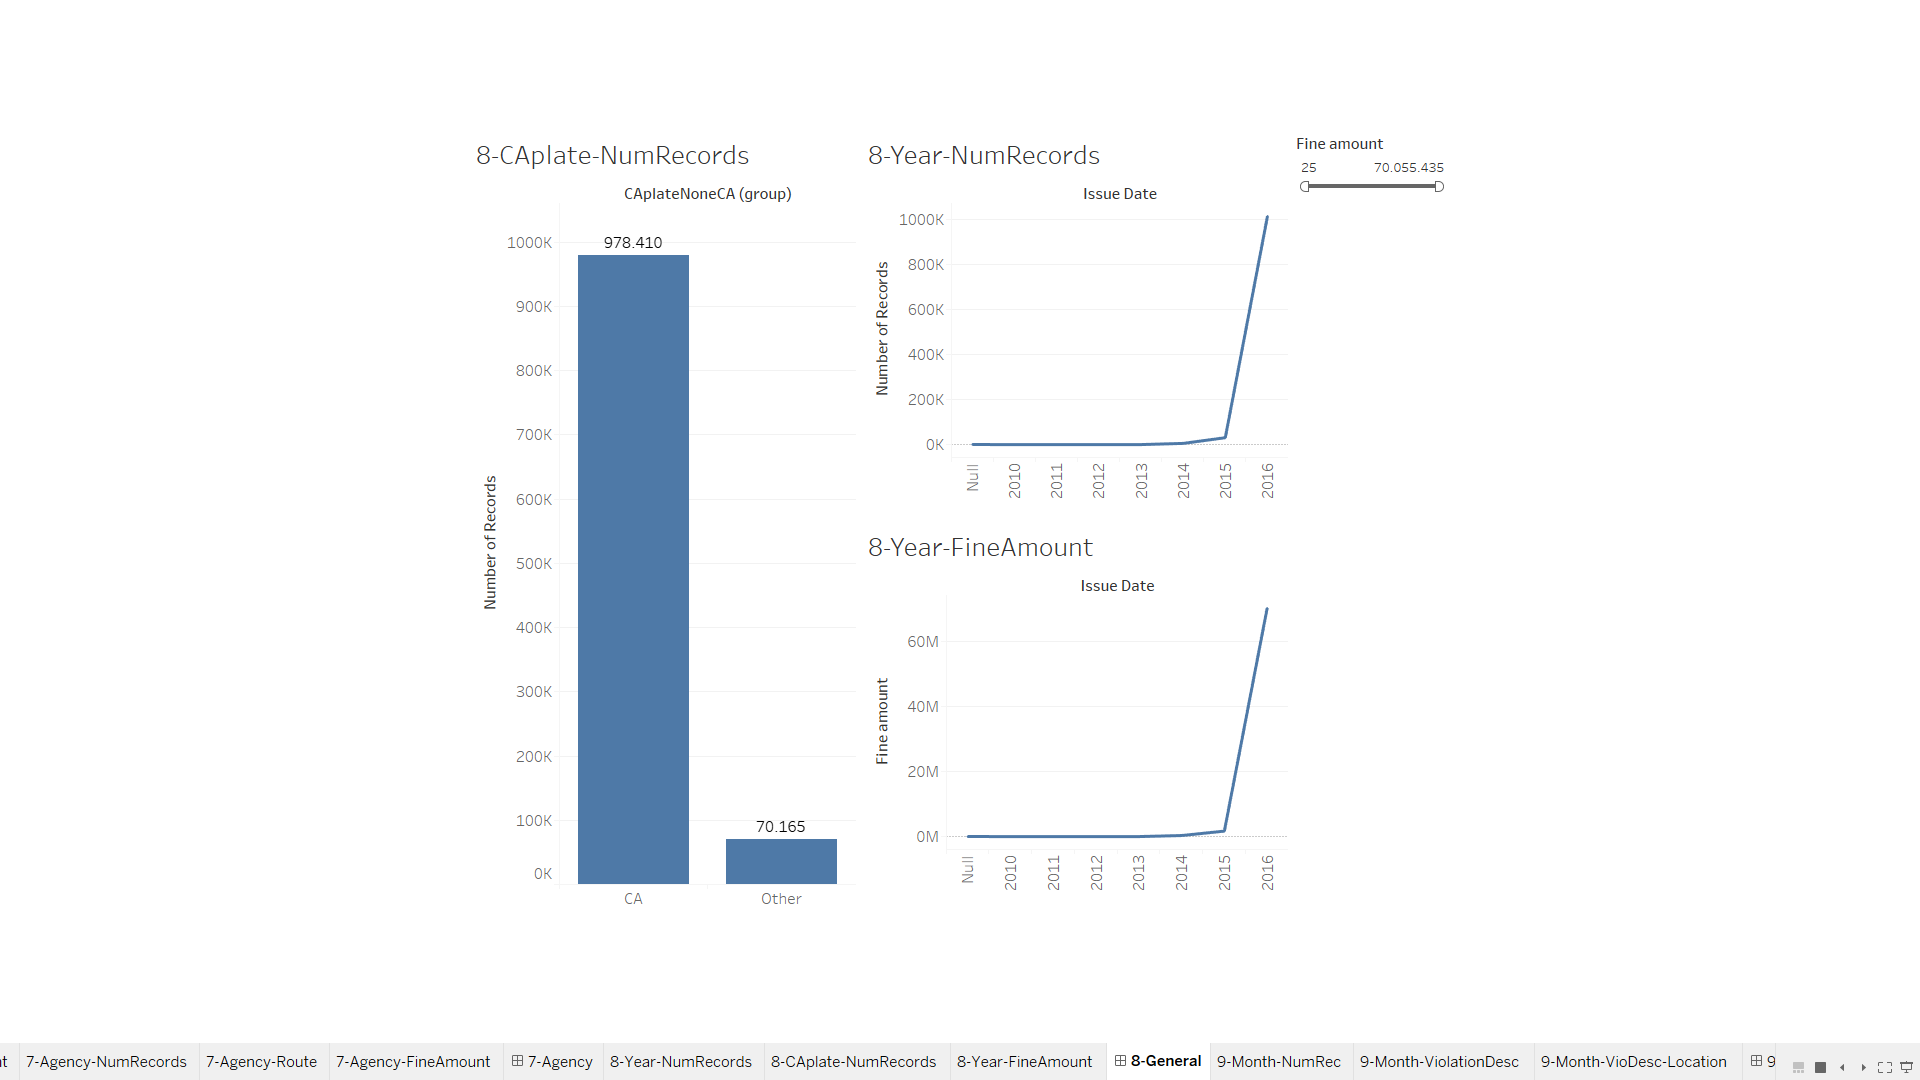 8-CAplate-NumRecords
CAplateNoneCA (group)
Number of Records
1000K
900K
800K
700K
600K
500K
400K
300K
200K
100K
0K
978.410
70.165
CA
Other
8-Year-NumRecords
Issue Date
Number of Records
1000K
800K
600K
400K
200K
0K
Null
2010
2011
2012
2013
2014
2015
2016
8-Year-FineAmount
Issue Date
Fine amount
60M
40M
20M
0M
Null
2010
2011
2012
2013
2014
2015
2016
Fine amount
25
70.055.435
7-Agency-NumRecords
7-Agency-Route
7-Agency-FineAmount
7-Agency
8-Year-NumRecords
8-CAplate-NumRecords
8-Year-FineAmount
8-General
9-Month-NumRec
9-Month-ViolationDesc
9-Month-VioDesc-Location
9